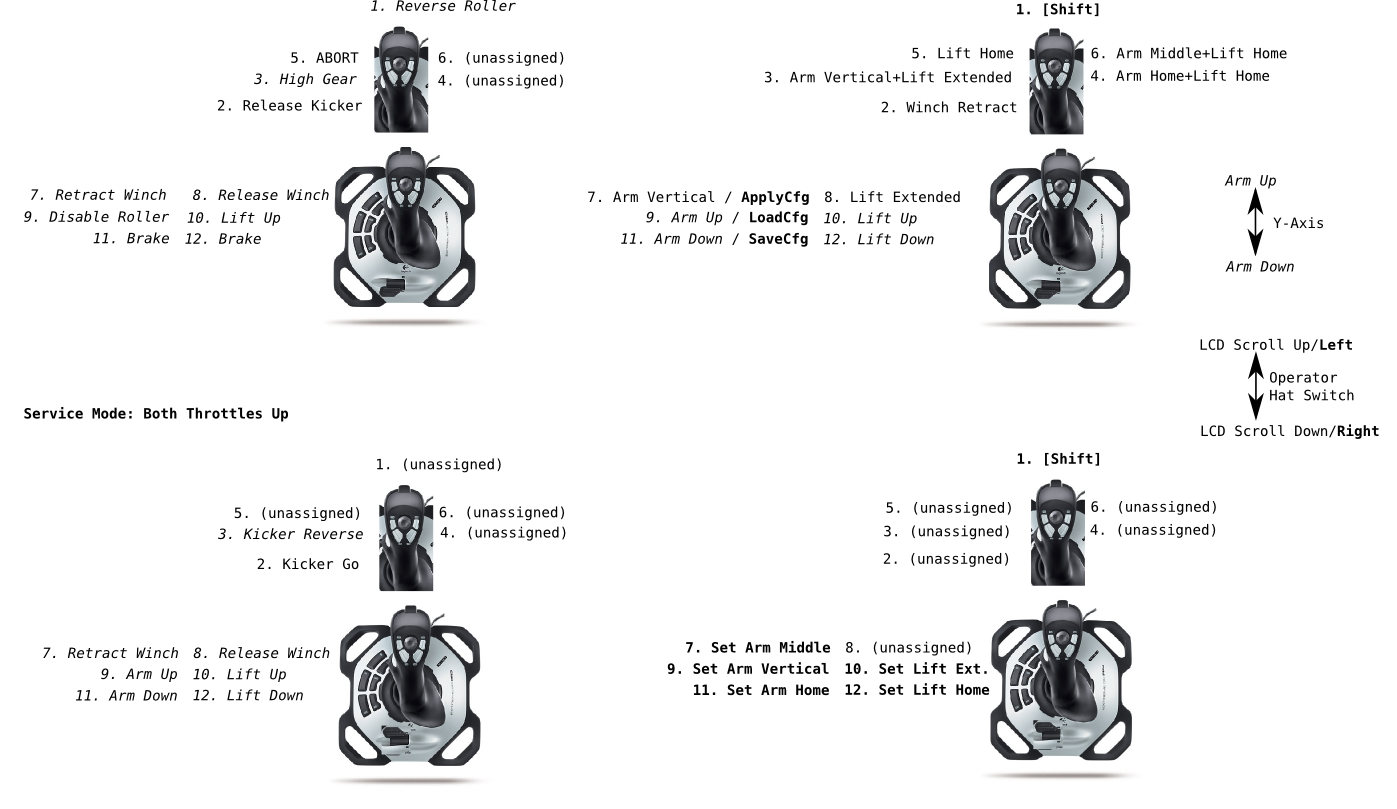 1. Reverse Roller
5. ABORT
6. (unassigned)
3. High Gear
4. (unassigned)
2. Release Kicker
7. Retract Winch
8. Release Winch
9. Disable Roller
10. Lift Up
11. Brake
12. Brake
1. [Shift]
5. Lift Home
6. Arm Middle+Lift Home
3. Arm Vertical+Lift Extended
4. Arm Home+Lift Home
2. Winch Retract
7. Arm Vertical / ApplyCfg
8. Lift Extended
9. Arm Up / LoadCfg
10. Lift Up
11. Arm Down / SaveCfg
12. Lift Down
Arm Up
Y-Axis
Arm Down
LCD Scroll Up/Left
Operator
Hat Switch
LCD Scroll Down/Right
Service Mode: Both Throttles Up
1. (unassigned)
5. (unassigned)
6. (unassigned)
3. Kicker Reverse
4. (unassigned)
2. Kicker Go
7. Retract Winch
8. Release Winch
9. Arm Up
10. Lift Up
11. Arm Down
12. Lift Down
1. [Shift]
5. (unassigned)
6. (unassigned)
3. (unassigned)
4. (unassigned)
2. (unassigned)
7. Set Arm Middle
8. (unassigned)
9. Set Arm Vertical
10. Set Lift Ext.
11. Set Arm Home
12. Set Lift Home